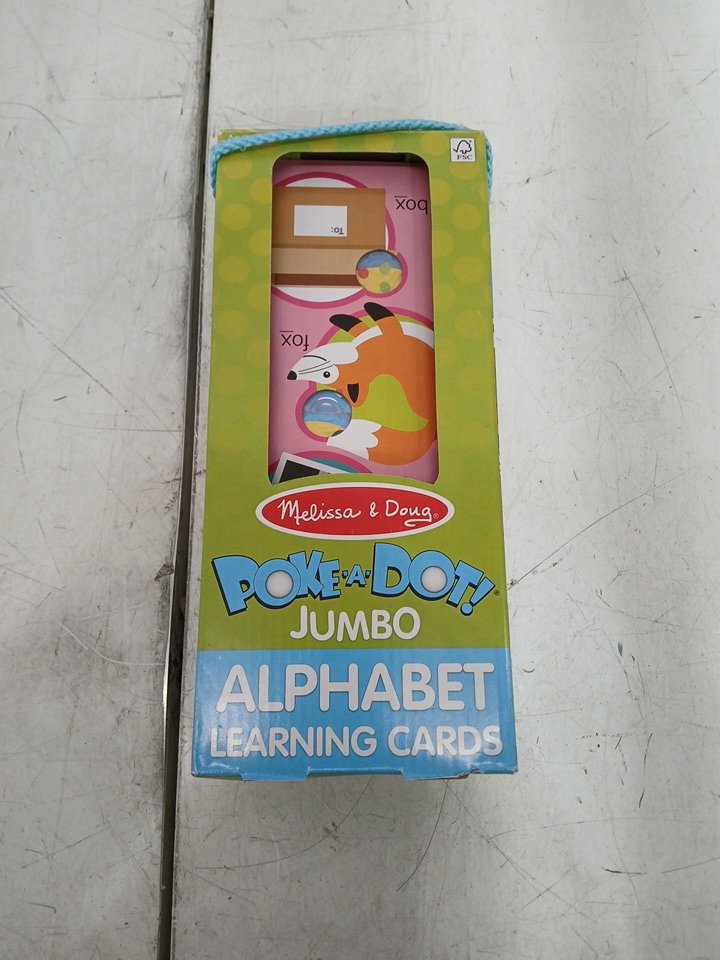 FSC
box
To:
fox
Melissa & Doug®
POKE·A·DOT!®
JUMBO
ALPHABET
LEARNING CARDS